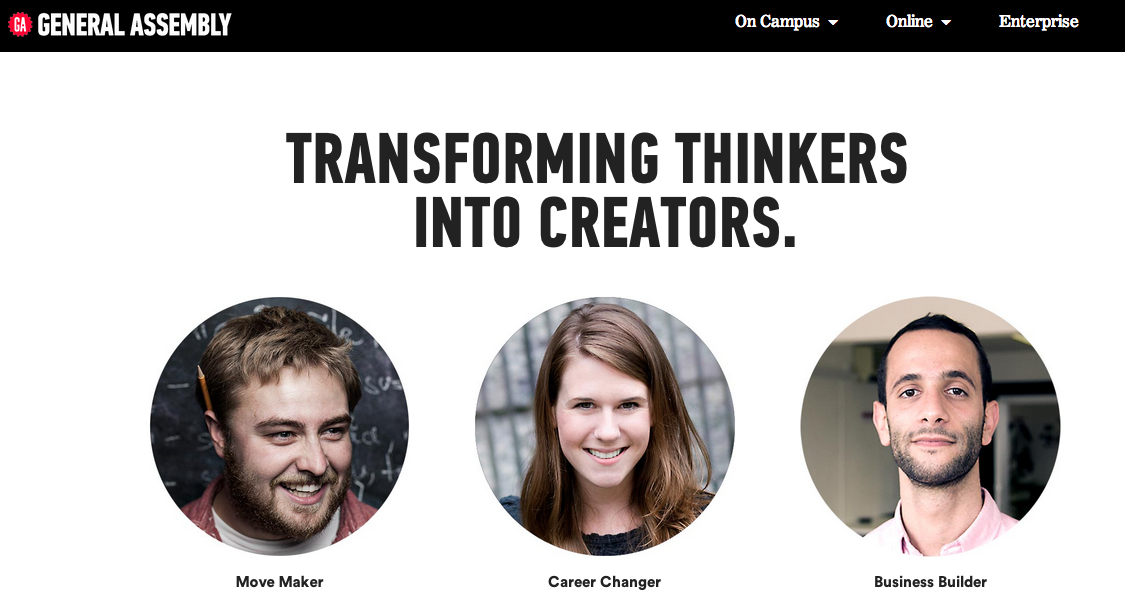 GA GENERAL ASSEMBLY
On Campus
Online
Enterprise
TRANSFORMING THINKERS
INTO CREATORS.
Move Maker
Career Changer
Business Builder